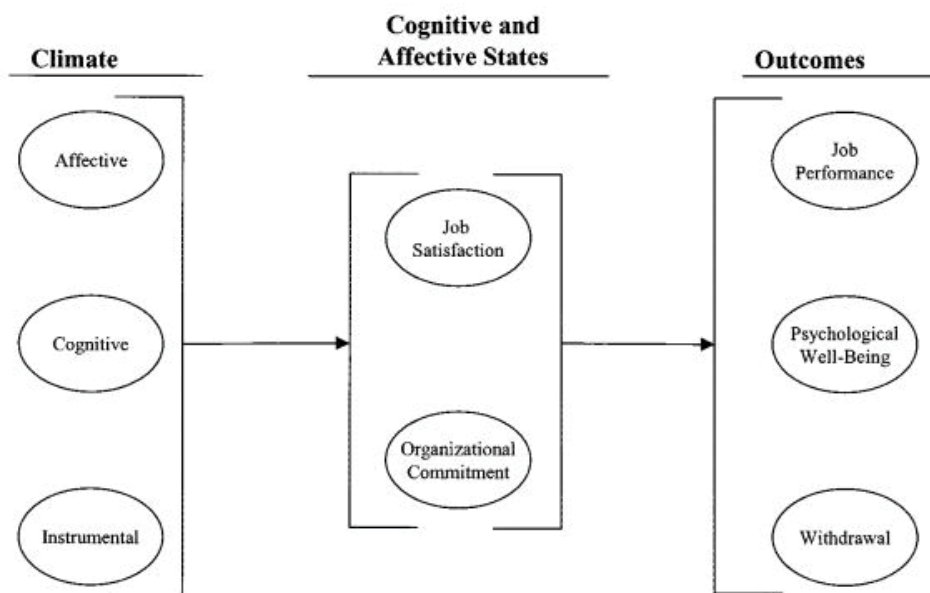 Climate
Cognitive and
Affective States
Outcomes
Affective
Cognitive
Instrumental
Job
Satisfaction
Organizational
Commitment
Job
Performance
Psychological
Well-Being
Withdrawal